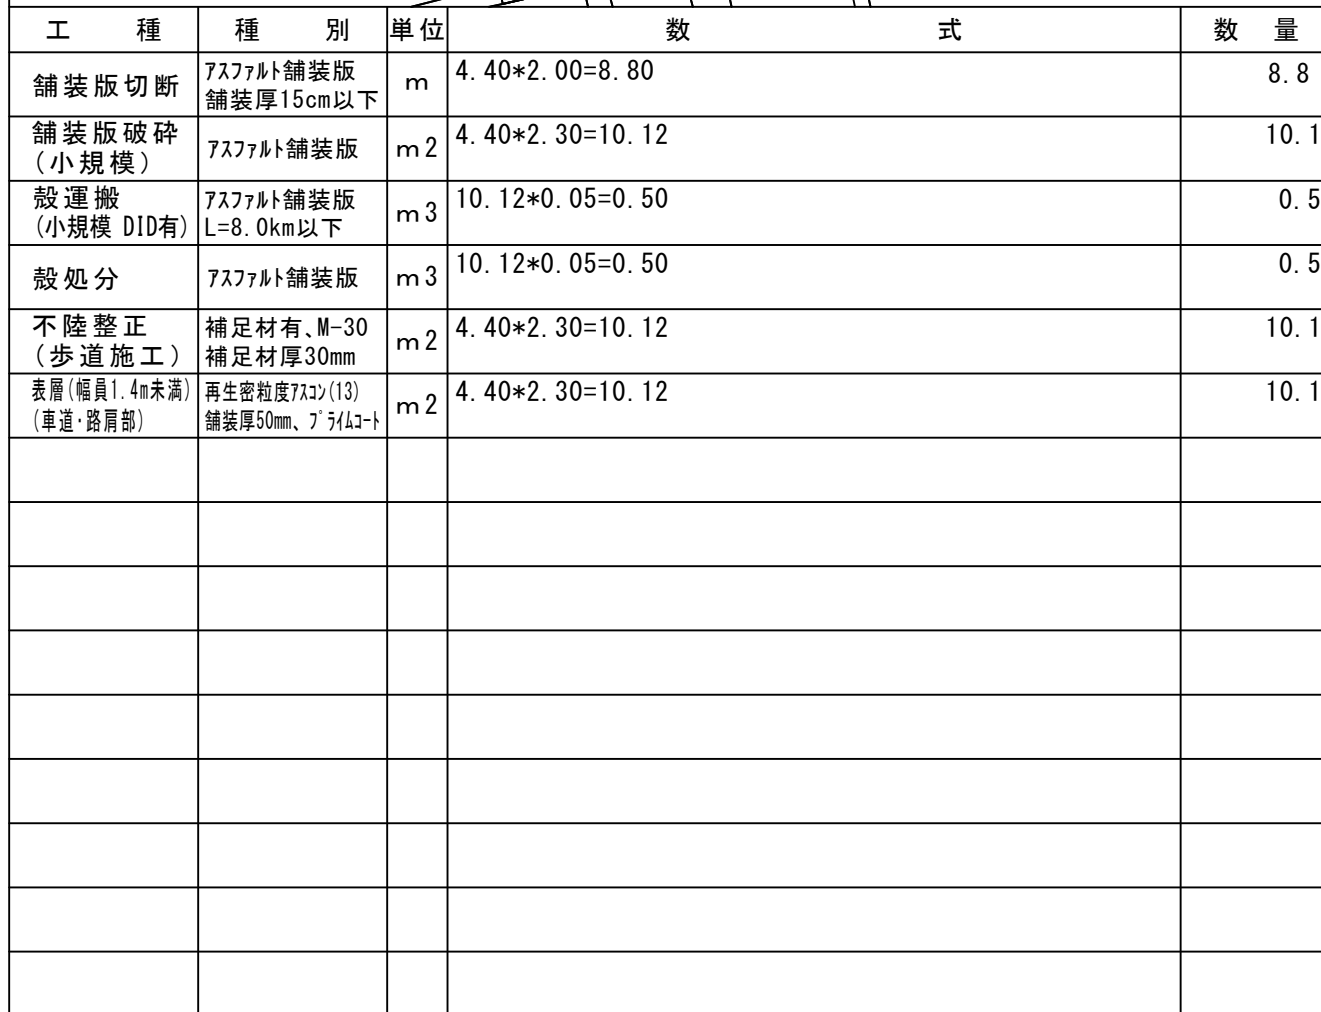 工　種 種　別 単位 数　式 数　量
舗装版切断 ｱｽﾌｧﾙﾄ舗装版 m 4.40*2.00=8.80 8.8
舗装厚15cm以下
舗装版破砕 ｱｽﾌｧﾙﾄ舗装版 m2 4.40*2.30=10.12 10.1
(小規模)
殻運搬 ｱｽﾌｧﾙﾄ舗装版 m3 10.12*0.05=0.50 0.5
(小規模 DID有) L=8.0km以下
殻処分 ｱｽﾌｧﾙﾄ舗装版 m3 10.12*0.05=0.50 0.5
不陸整正 補足材有､M-30 m2 4.40*2.30=10.12 10.1
(歩道施工) 補足材厚30mm
表層(幅員1.4m未満) 再生密粒度ｱｽｺﾝ(13) m2 4.40*2.30=10.12 10.1
(車道･路肩部) 舗装厚50mm、ﾌﾟﾗｲﾑｺｰﾄ